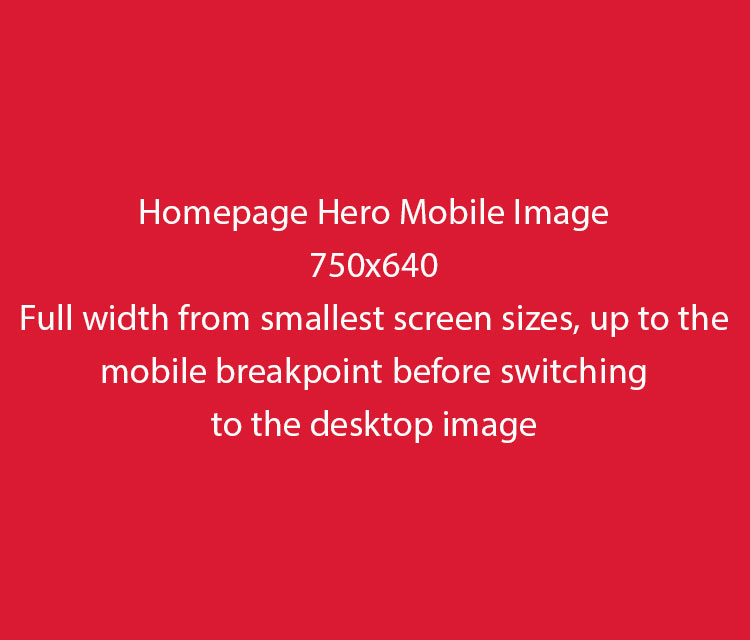 Homepage Hero Mobile Image
750x640
Full width from smallest screen sizes, up to the
mobile breakpoint before switching
to the desktop image